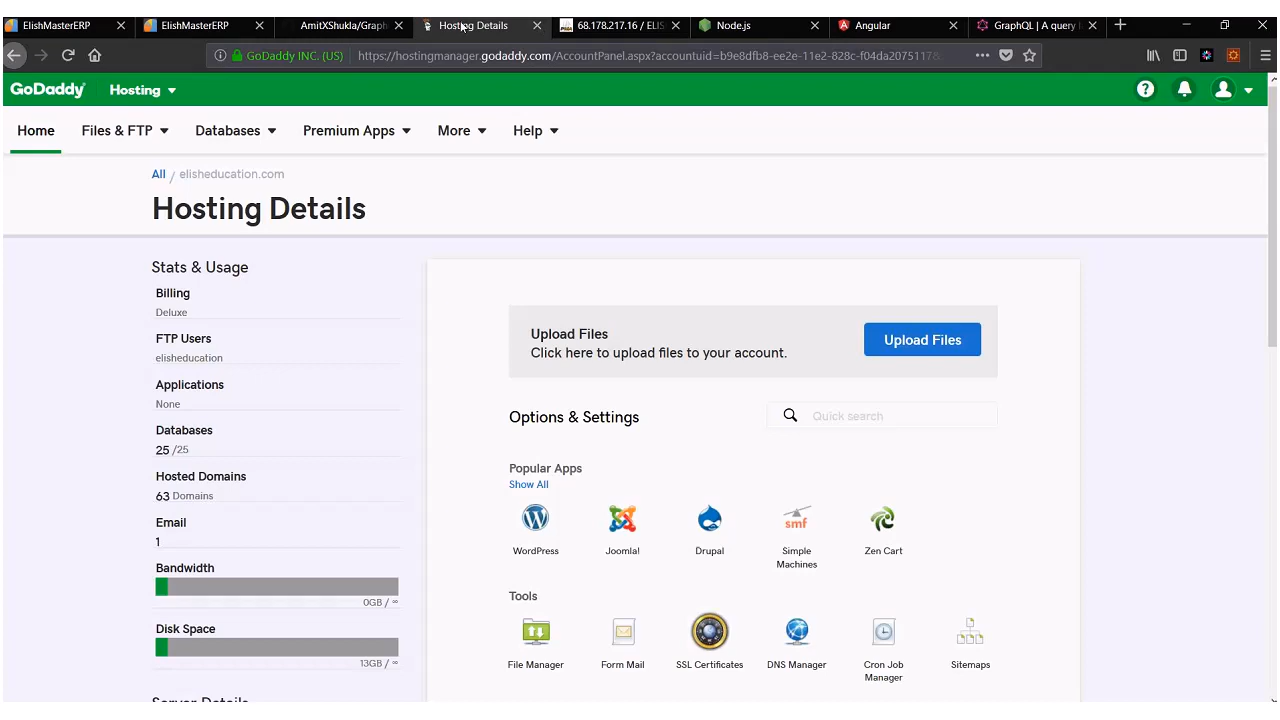 ElishMasterERP
ElishMasterERP
AmitXShukla/Graph
Hosting Details
68.178.217.16 / ELIS
Node.js
Angular
GraphQL | A query
GoDaddy INC. (US)
https://hostingmanager.godaddy.com/AccountPanel.aspx?accountid=b9e8dfb8-ee2e-11e2-828c-f04da2075117
GoDaddy
Hosting
Home
Files & FTP
Databases
Premium Apps
More
Help
All / elisheducation.com
Hosting Details
Stats & Usage
Billing
Deluxe
FTP Users
elisheducation
Applications
None
Databases
25 /25
Hosted Domains
63 Domains
Email
1
Bandwidth
0GB / ∞
Disk Space
13GB / ∞
Server Details
Upload Files
Click here to upload files to your account.
Upload Files
Options & Settings
Quick search
Popular Apps
Show All
WordPress
Joomla!
Drupal
smf
Simple
Machines
Zen Cart
Tools
File Manager
Form Mail
SSL Certificates
DNS Manager
Cron Job
Manager
Sitemaps